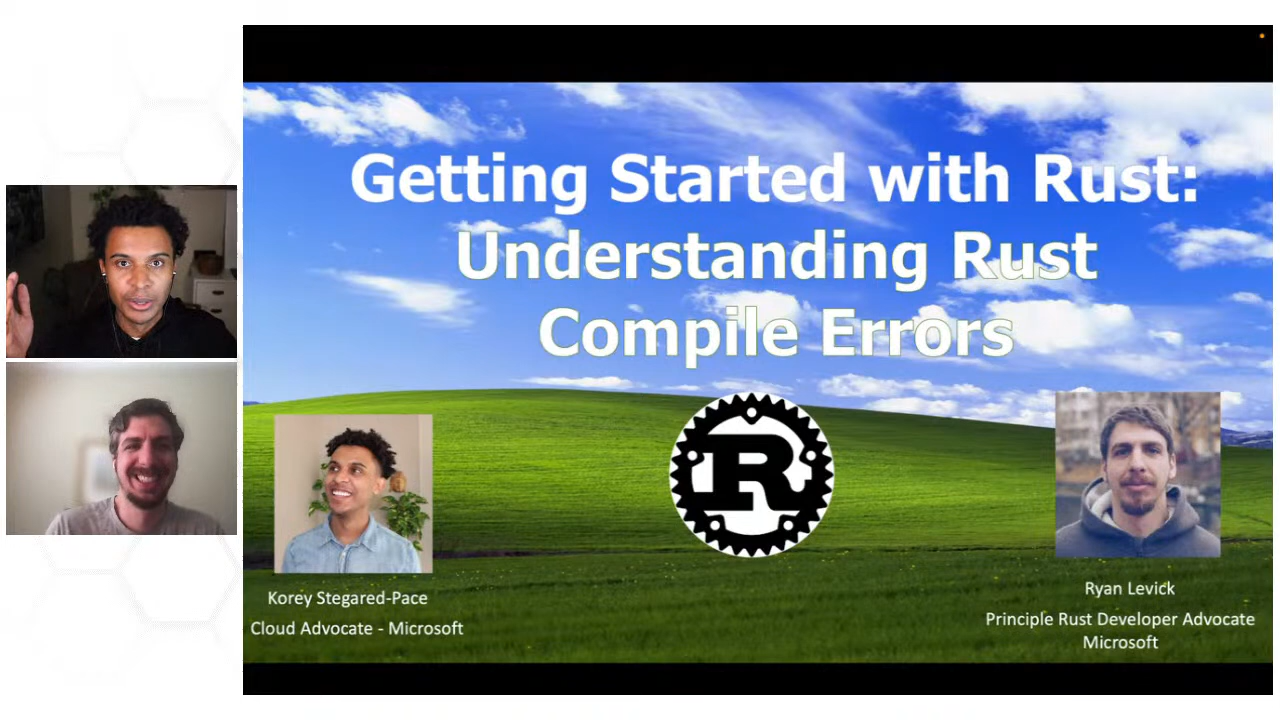 Getting Started with Rust:
Understanding Rust
Compile Errors
R
Korey Stegared-Pace
Cloud Advocate - Microsoft
Ryan Levick
Principle Rust Developer Advocate
Microsoft